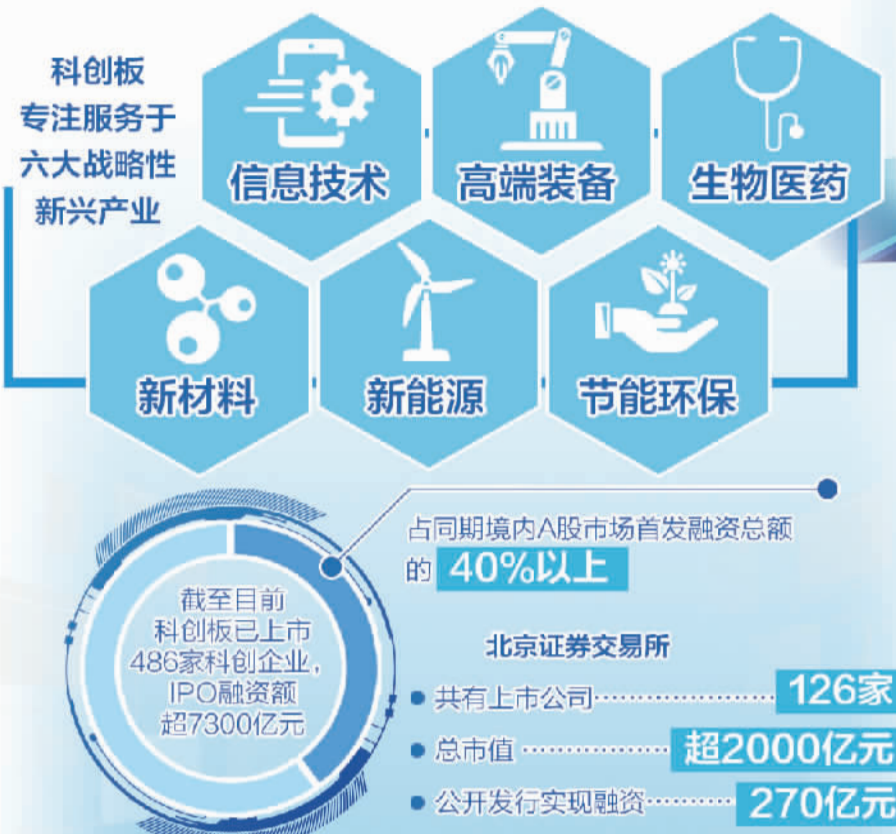 科创板
专注服务于
六大战略性
新兴产业
信息技术
高端装备
生物医药
新材料
新能源
节能环保
占同期境内A股市场首发融资总额
的 40%以上
截至目前
科创板已上市
486家科创企业，
IPO融资额
超7300亿元
北京证券交易所
共有上市公司………………126家
总市值……………超2000亿元
公开发行实现融资………270亿元